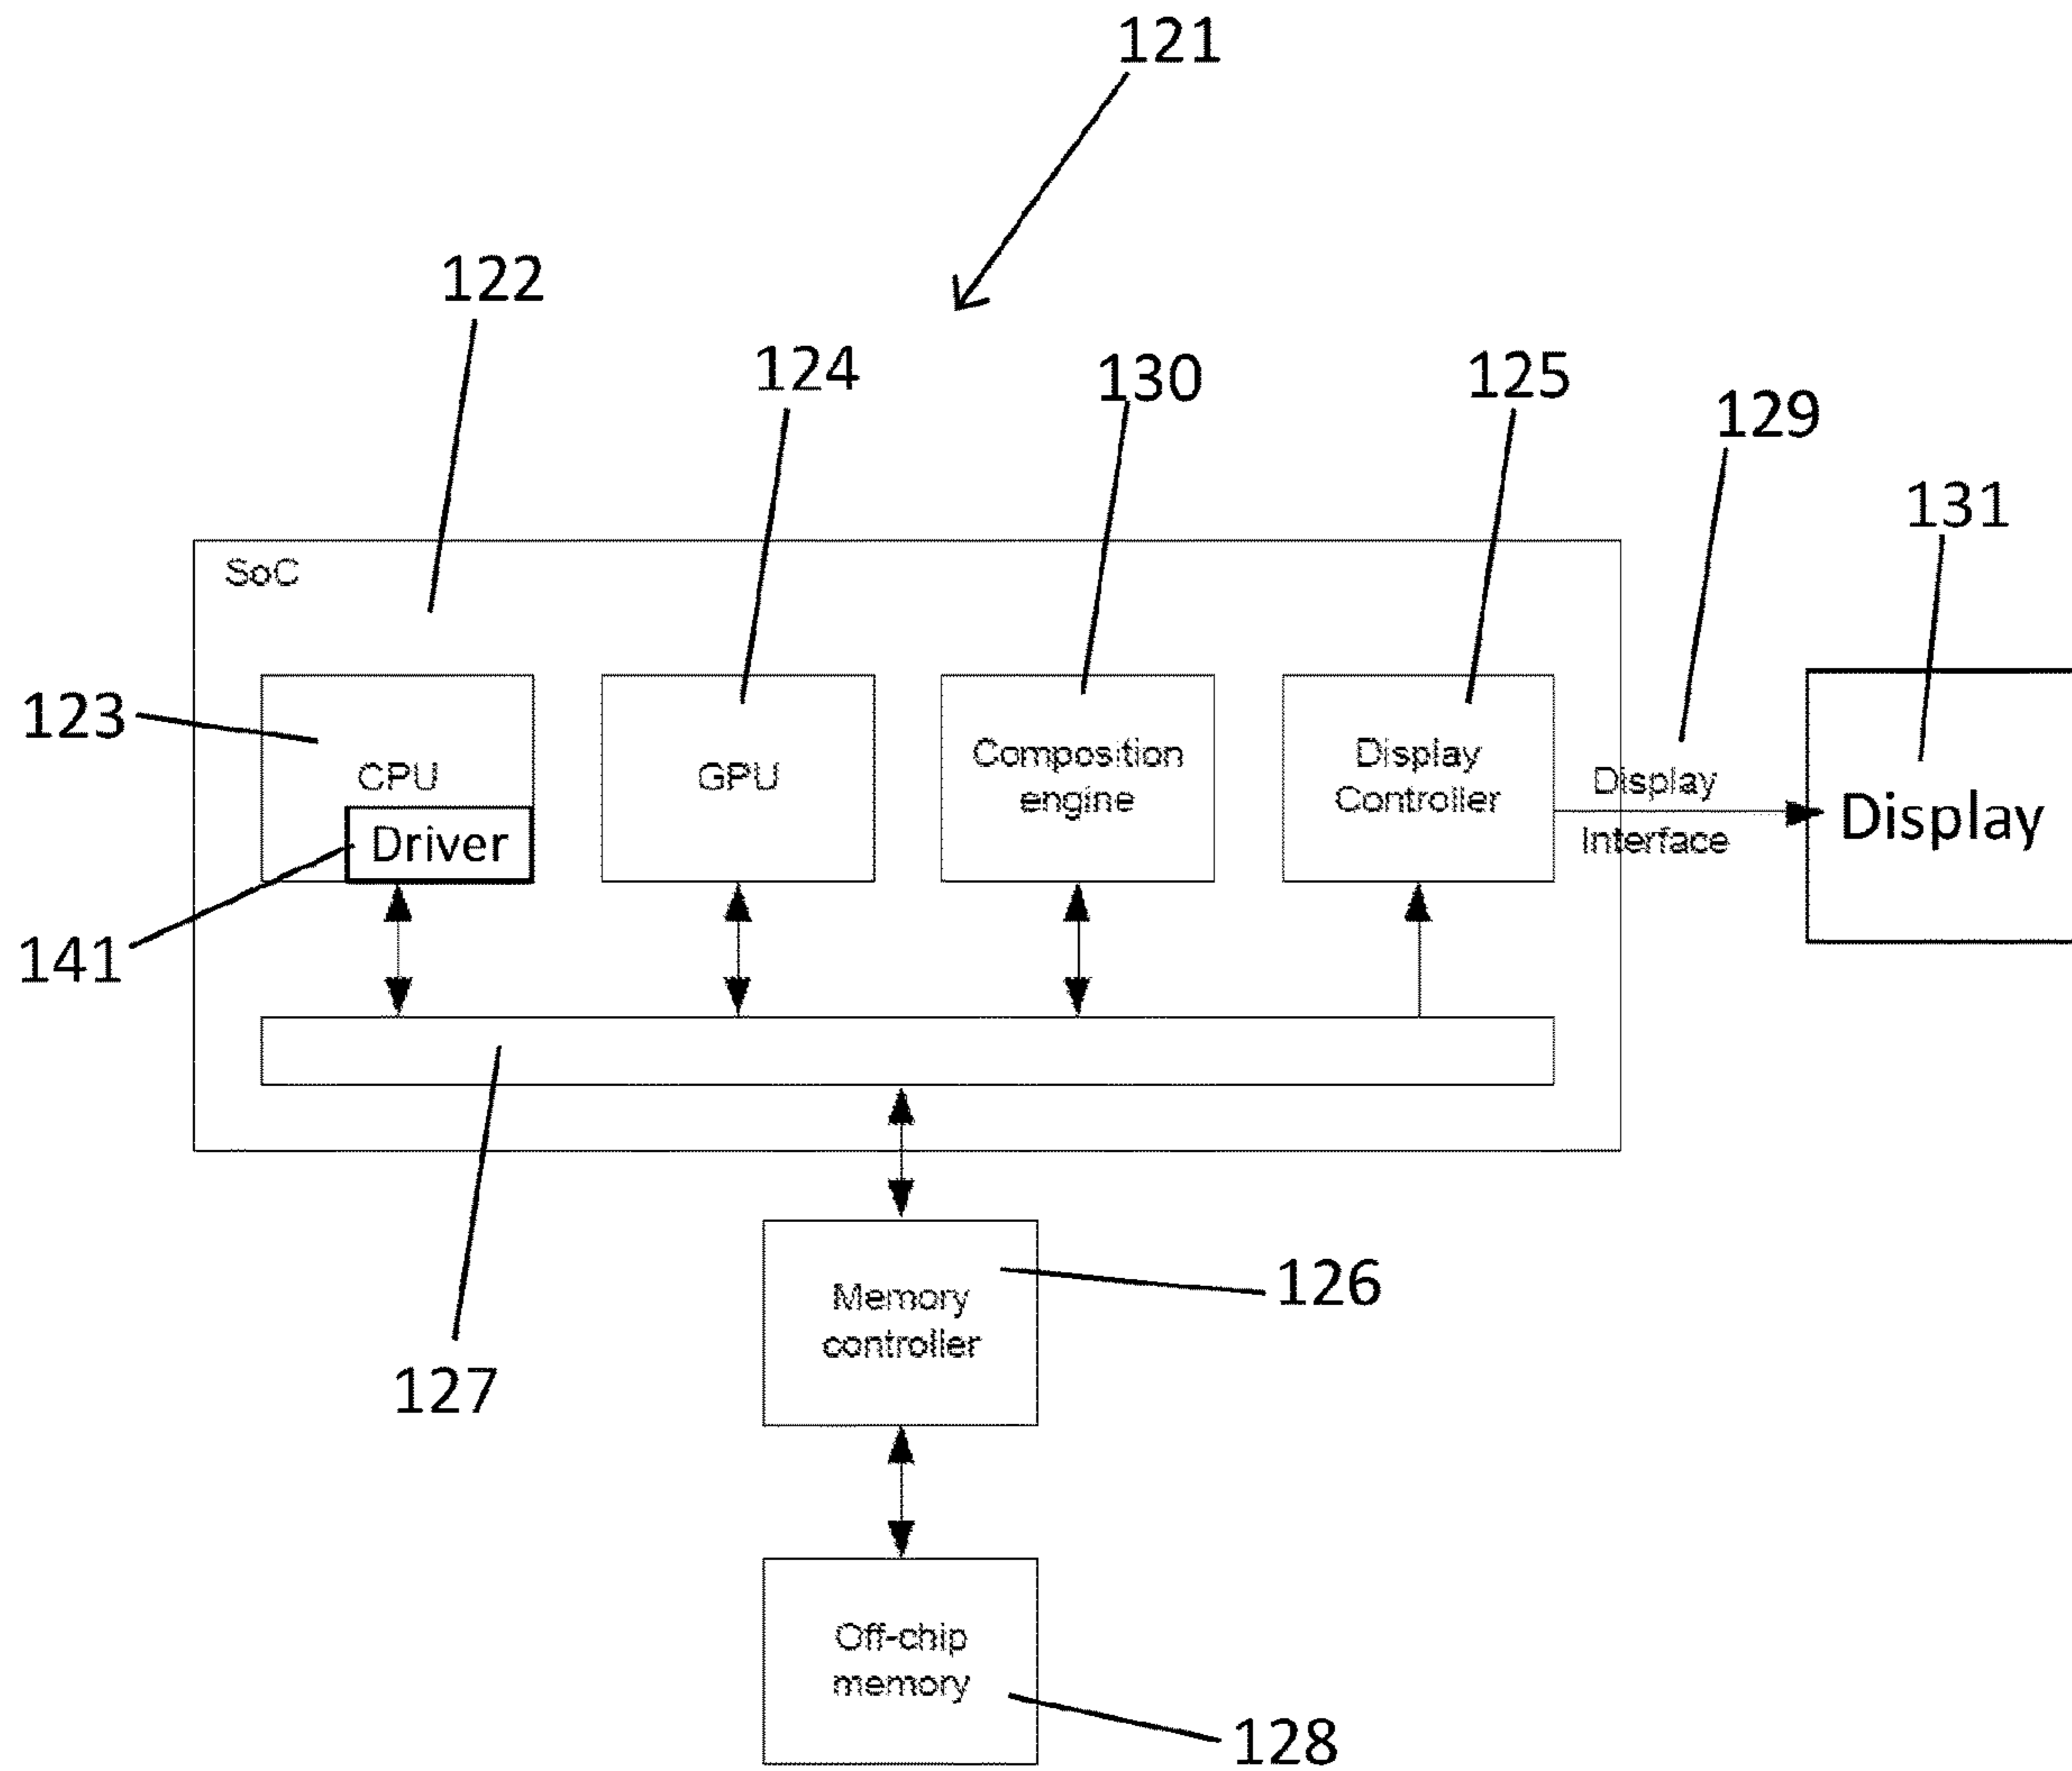 121
122
124
130
125
129
131
SoC
123
CPU
GPU
Composition
engine
Display
Controller
Display
Interface
Display
Driver
141
127
Memory
controller
126
Off-chip
memory
128